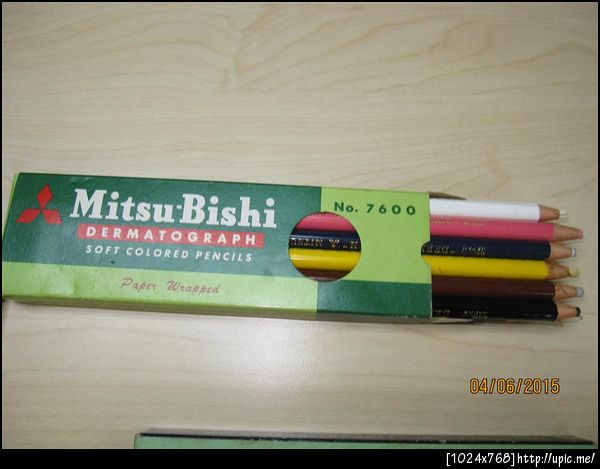 Mitsu-Bishi
DERMATOGRAPH
SOFT COLORED PENCILS
Paper Wrapped
No. 7600
04/06/2015
[1024x768]http://upic.me/